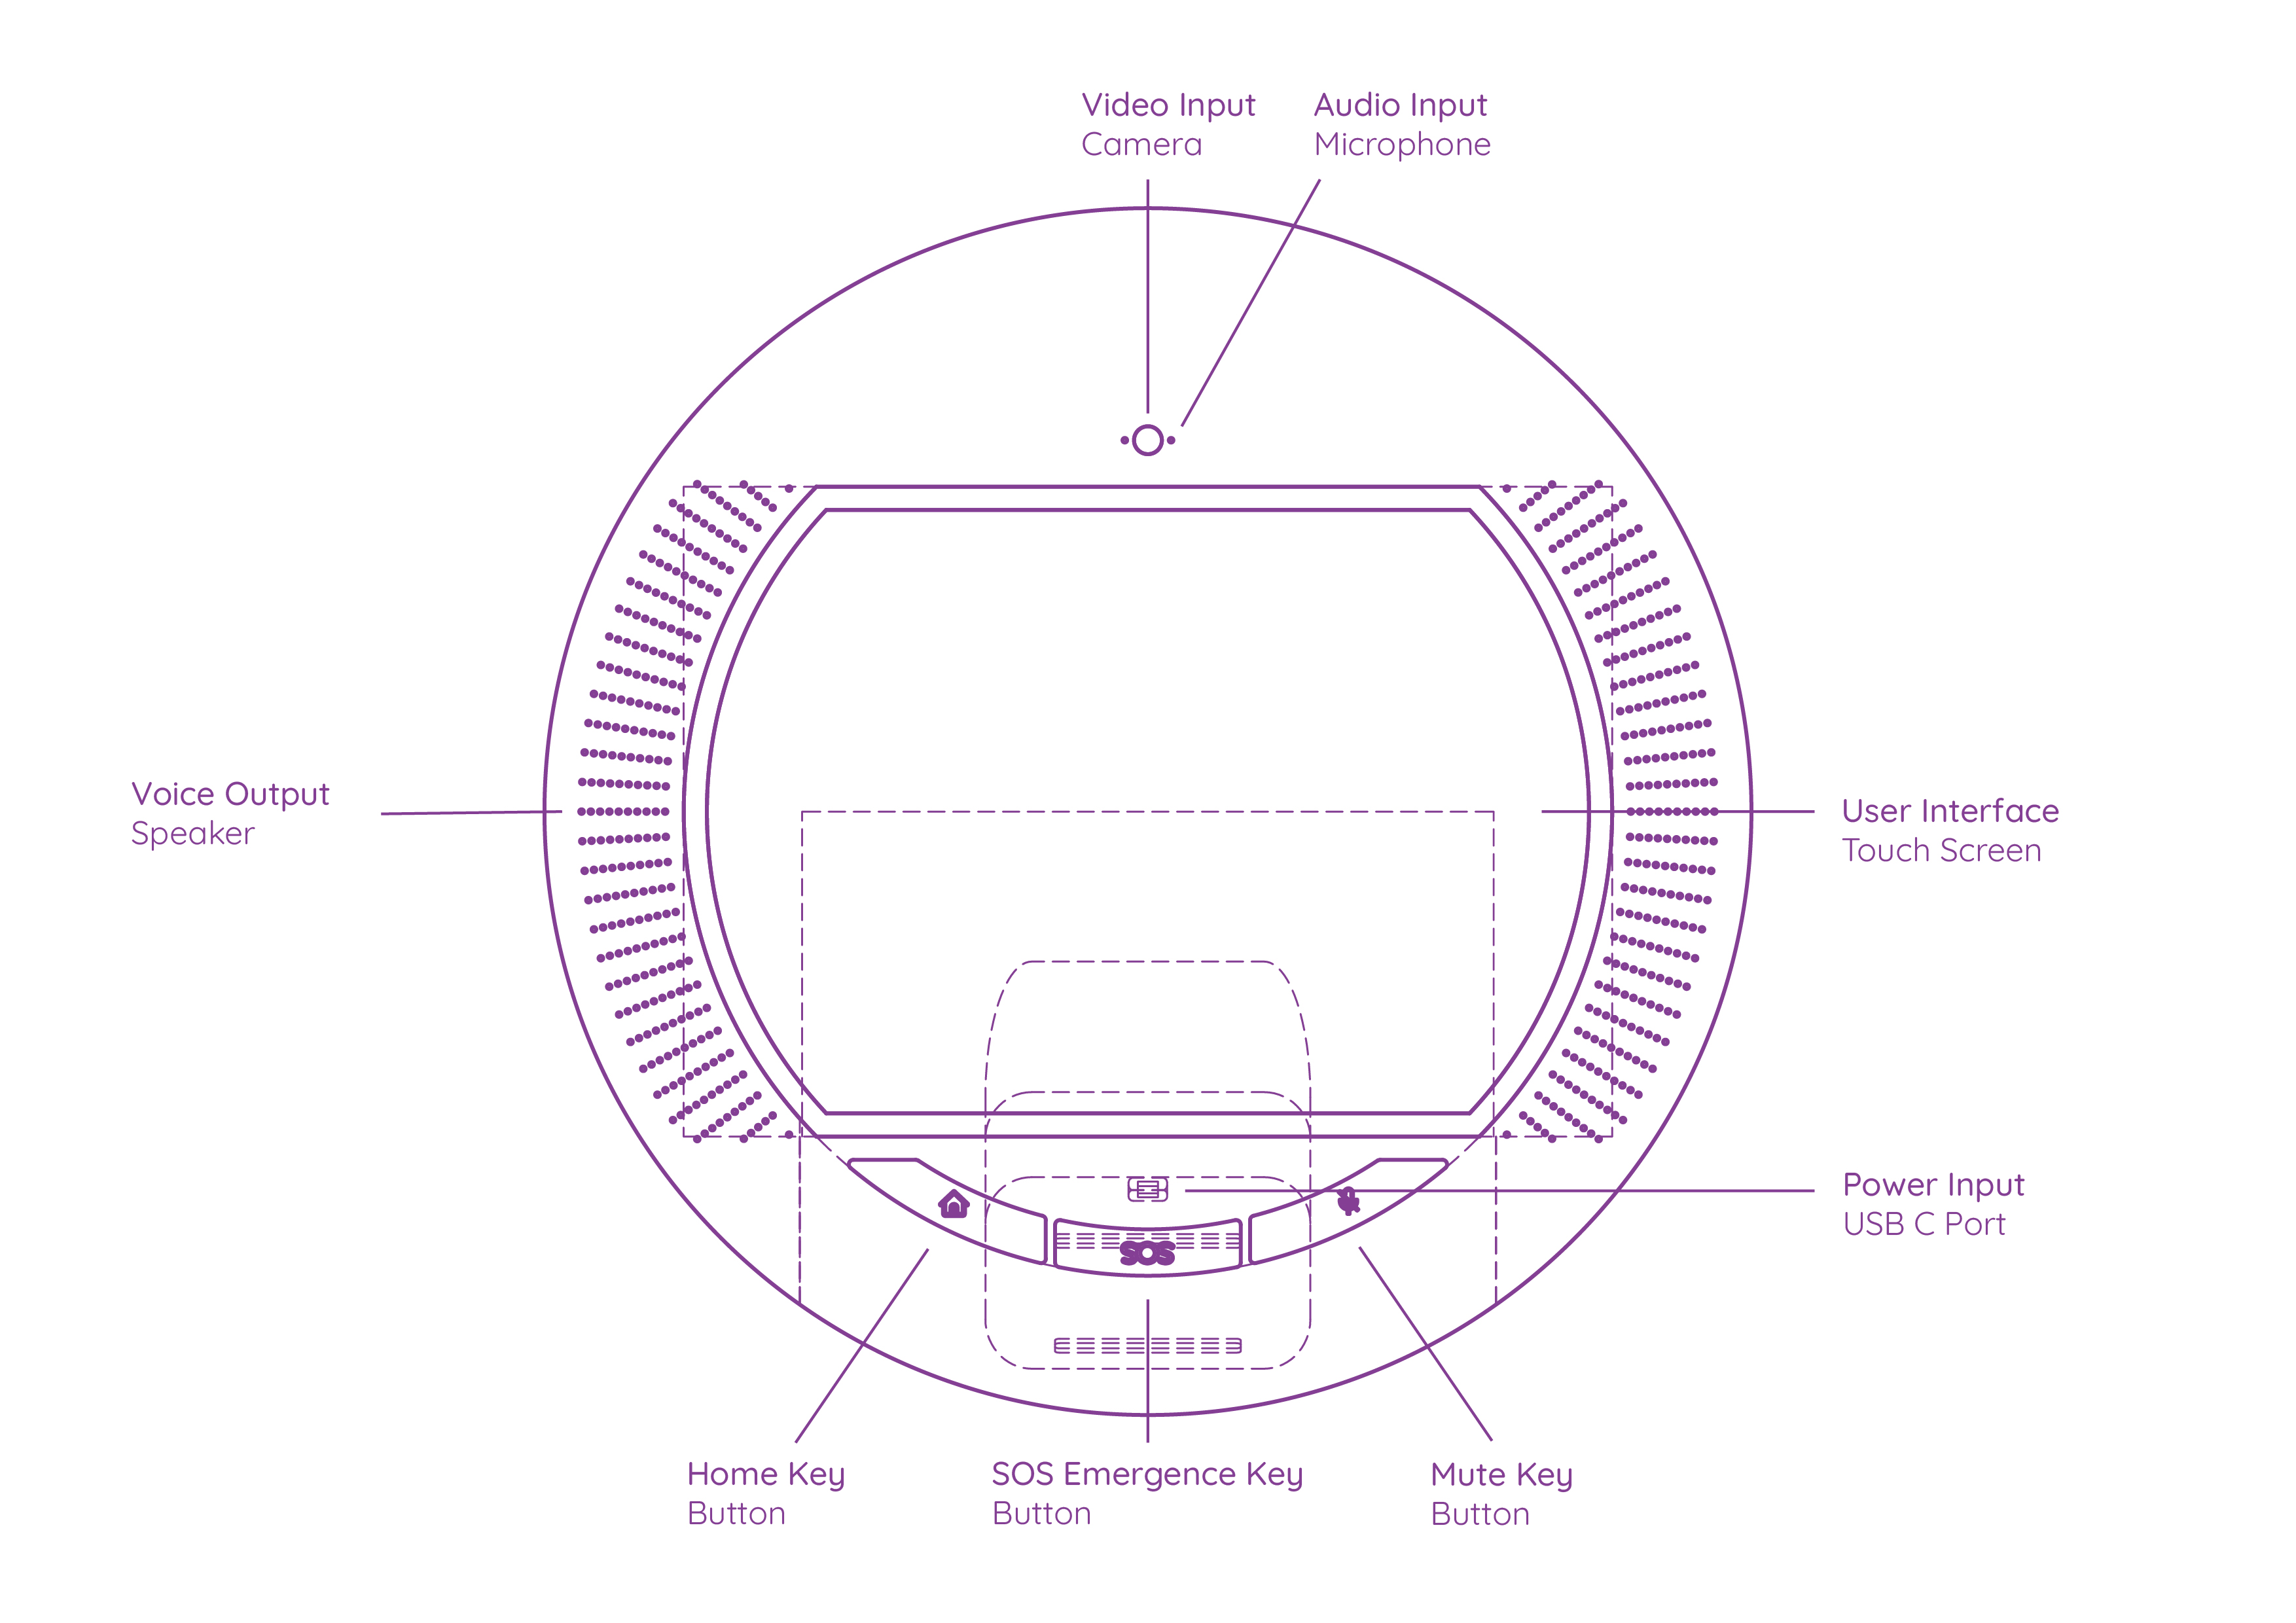 Video Input
Camera
Audio Input
Microphone
Voice Output
Speaker
User Interface
Touch Screen
Power Input
USB C Port
SOS
Home Key
Button
SOS Emergence Key
Button
Mute Key
Button